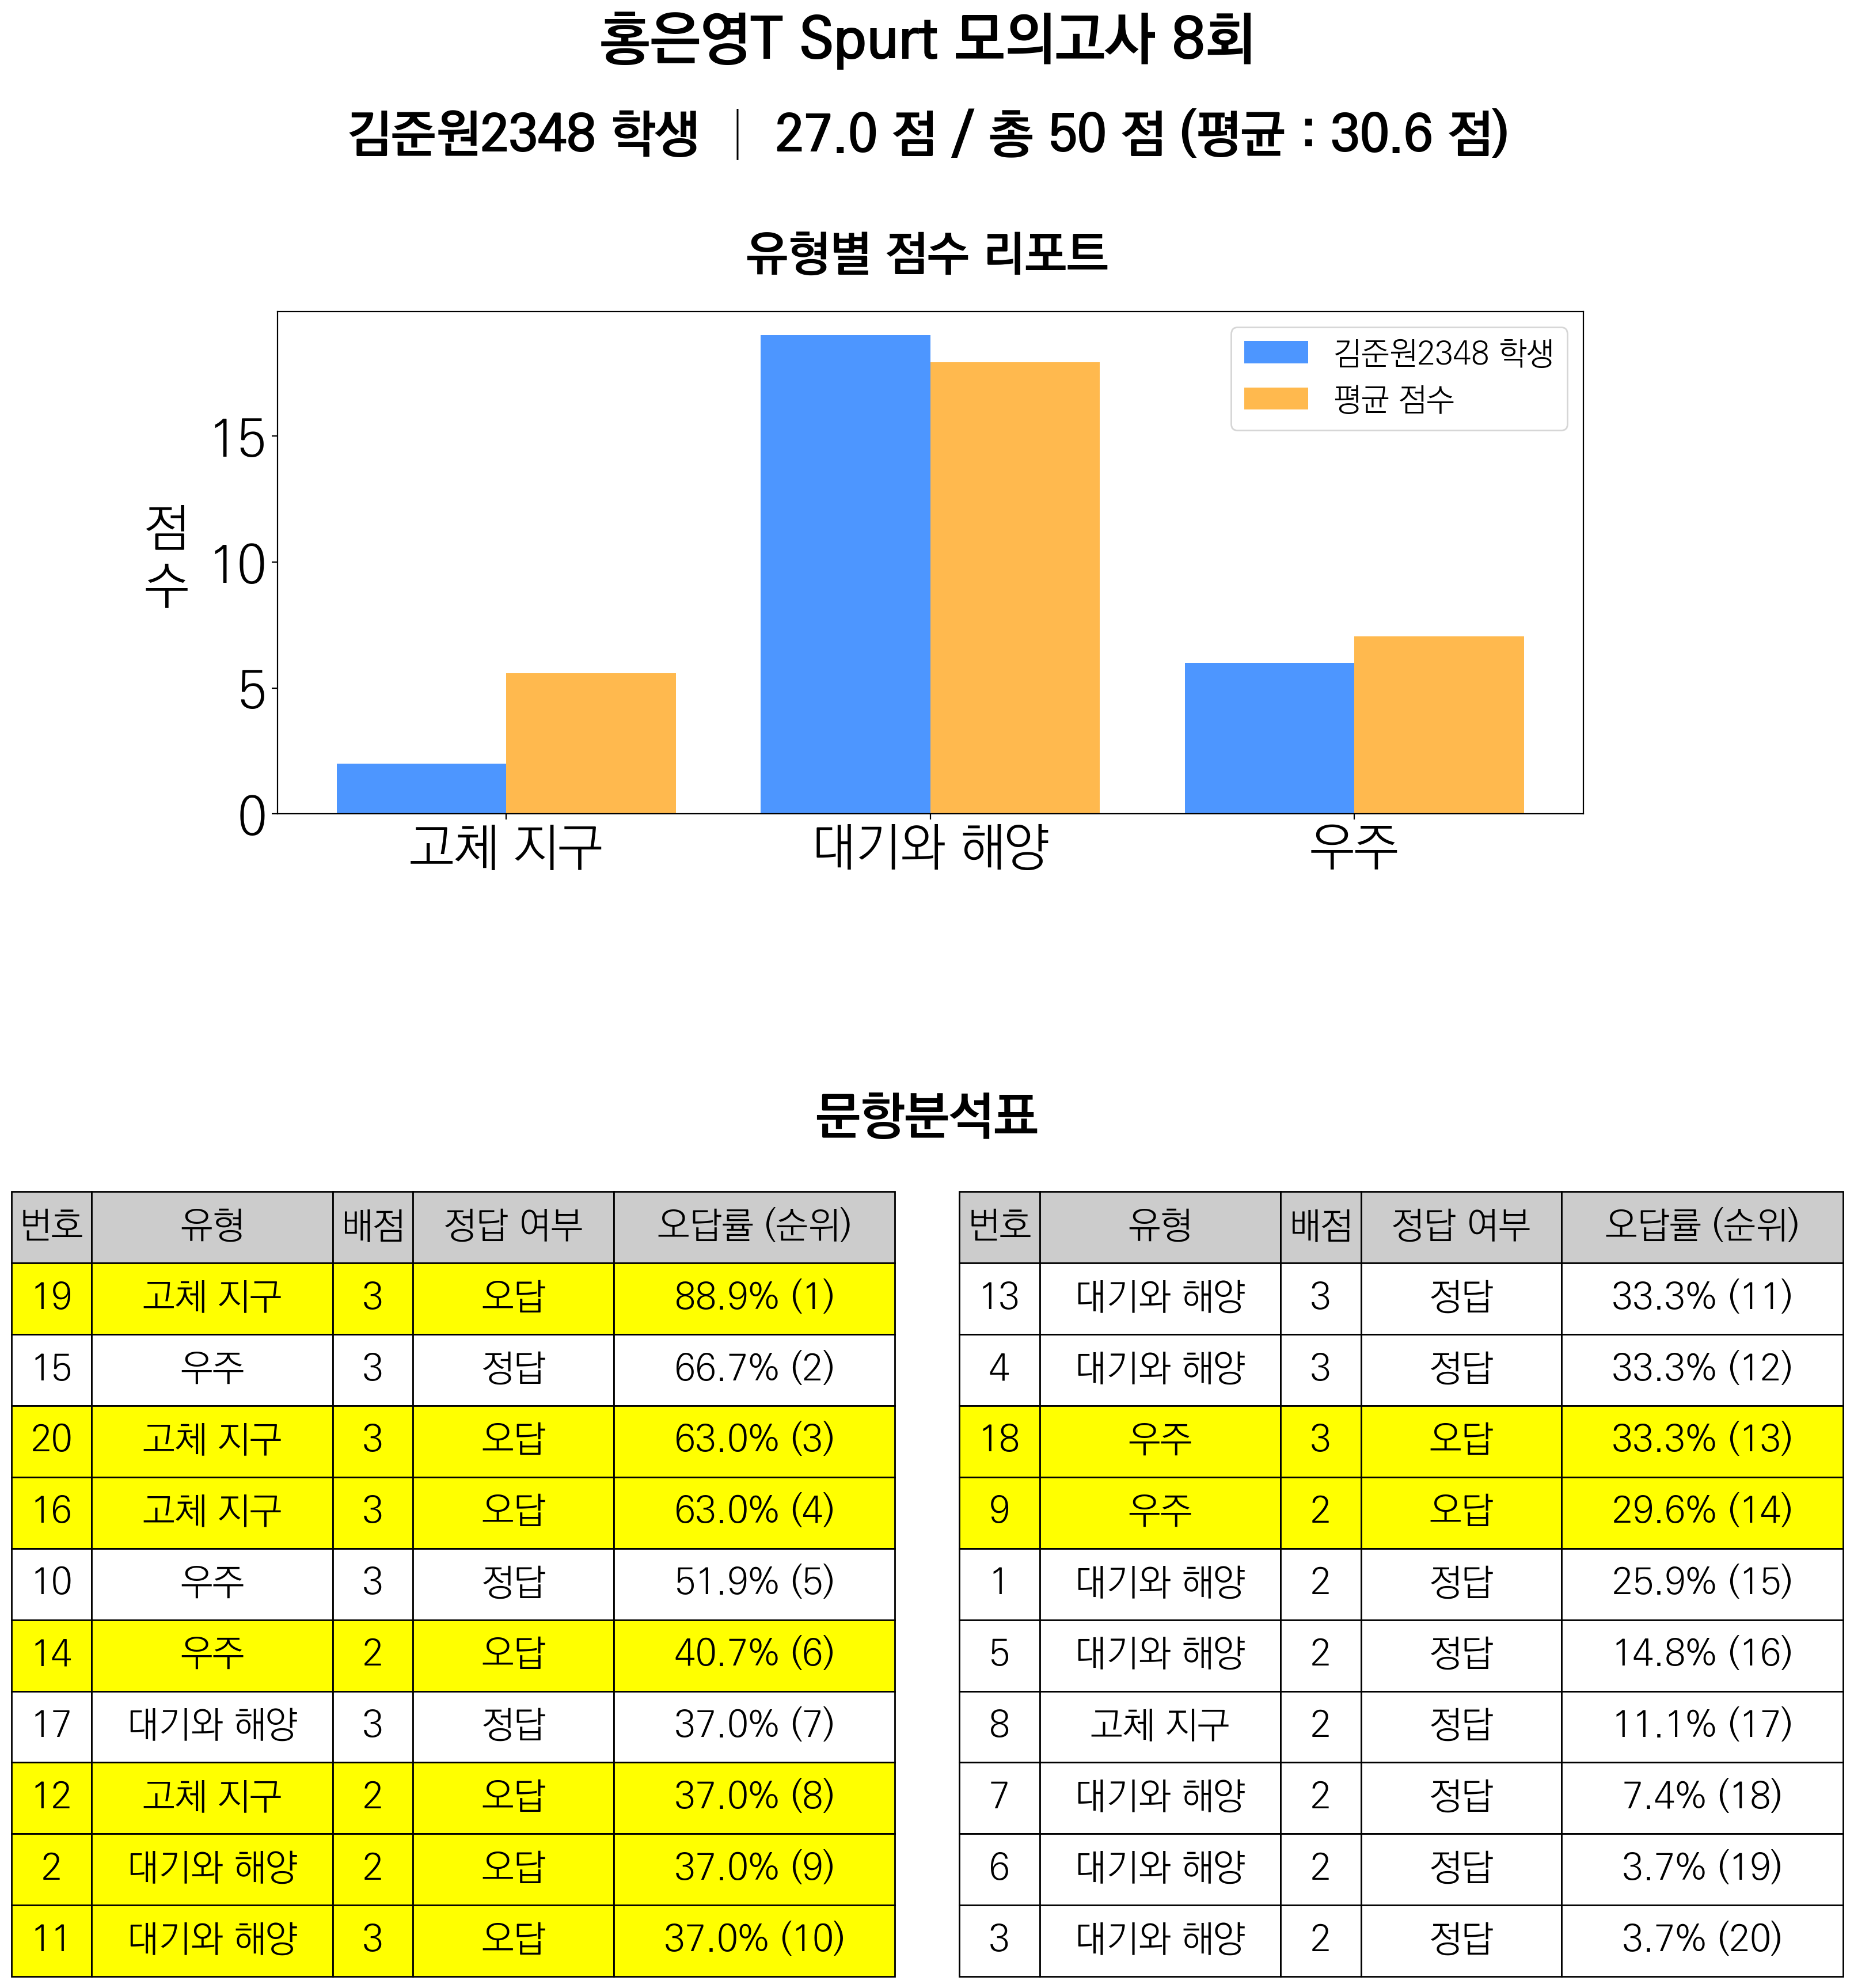 홍은영T Spurt 모의고사 8회
김준원2348 학생 | 27.0 점 / 총 50 점 (평균 : 30.6 점)
유형별 점수 리포트
김준원2348 학생
평균 점수
15
10
5
0
점
수
고체 지구 대기와 해양 우주
문항분석표
번호 유형 배점 정답 여부 오답률 (순위)
19 고체 지구 3 오답 88.9% (1)
15 우주 3 정답 66.7% (2)
20 고체 지구 3 오답 63.0% (3)
16 고체 지구 3 오답 63.0% (4)
10 우주 3 정답 51.9% (5)
14 우주 2 오답 40.7% (6)
17 대기와 해양 3 정답 37.0% (7)
12 고체 지구 2 오답 37.0% (8)
2 대기와 해양 2 오답 37.0% (9)
11 대기와 해양 3 오답 37.0% (10)
번호 유형 배점 정답 여부 오답률 (순위)
13 대기와 해양 3 정답 33.3% (11)
4 대기와 해양 3 정답 33.3% (12)
18 우주 3 오답 33.3% (13)
9 우주 2 오답 29.6% (14)
1 대기와 해양 2 정답 25.9% (15)
5 대기와 해양 2 정답 14.8% (16)
8 고체 지구 2 정답 11.1% (17)
7 대기와 해양 2 정답 7.4% (18)
6 대기와 해양 2 정답 3.7% (19)
3 대기와 해양 2 정답 3.7% (20)